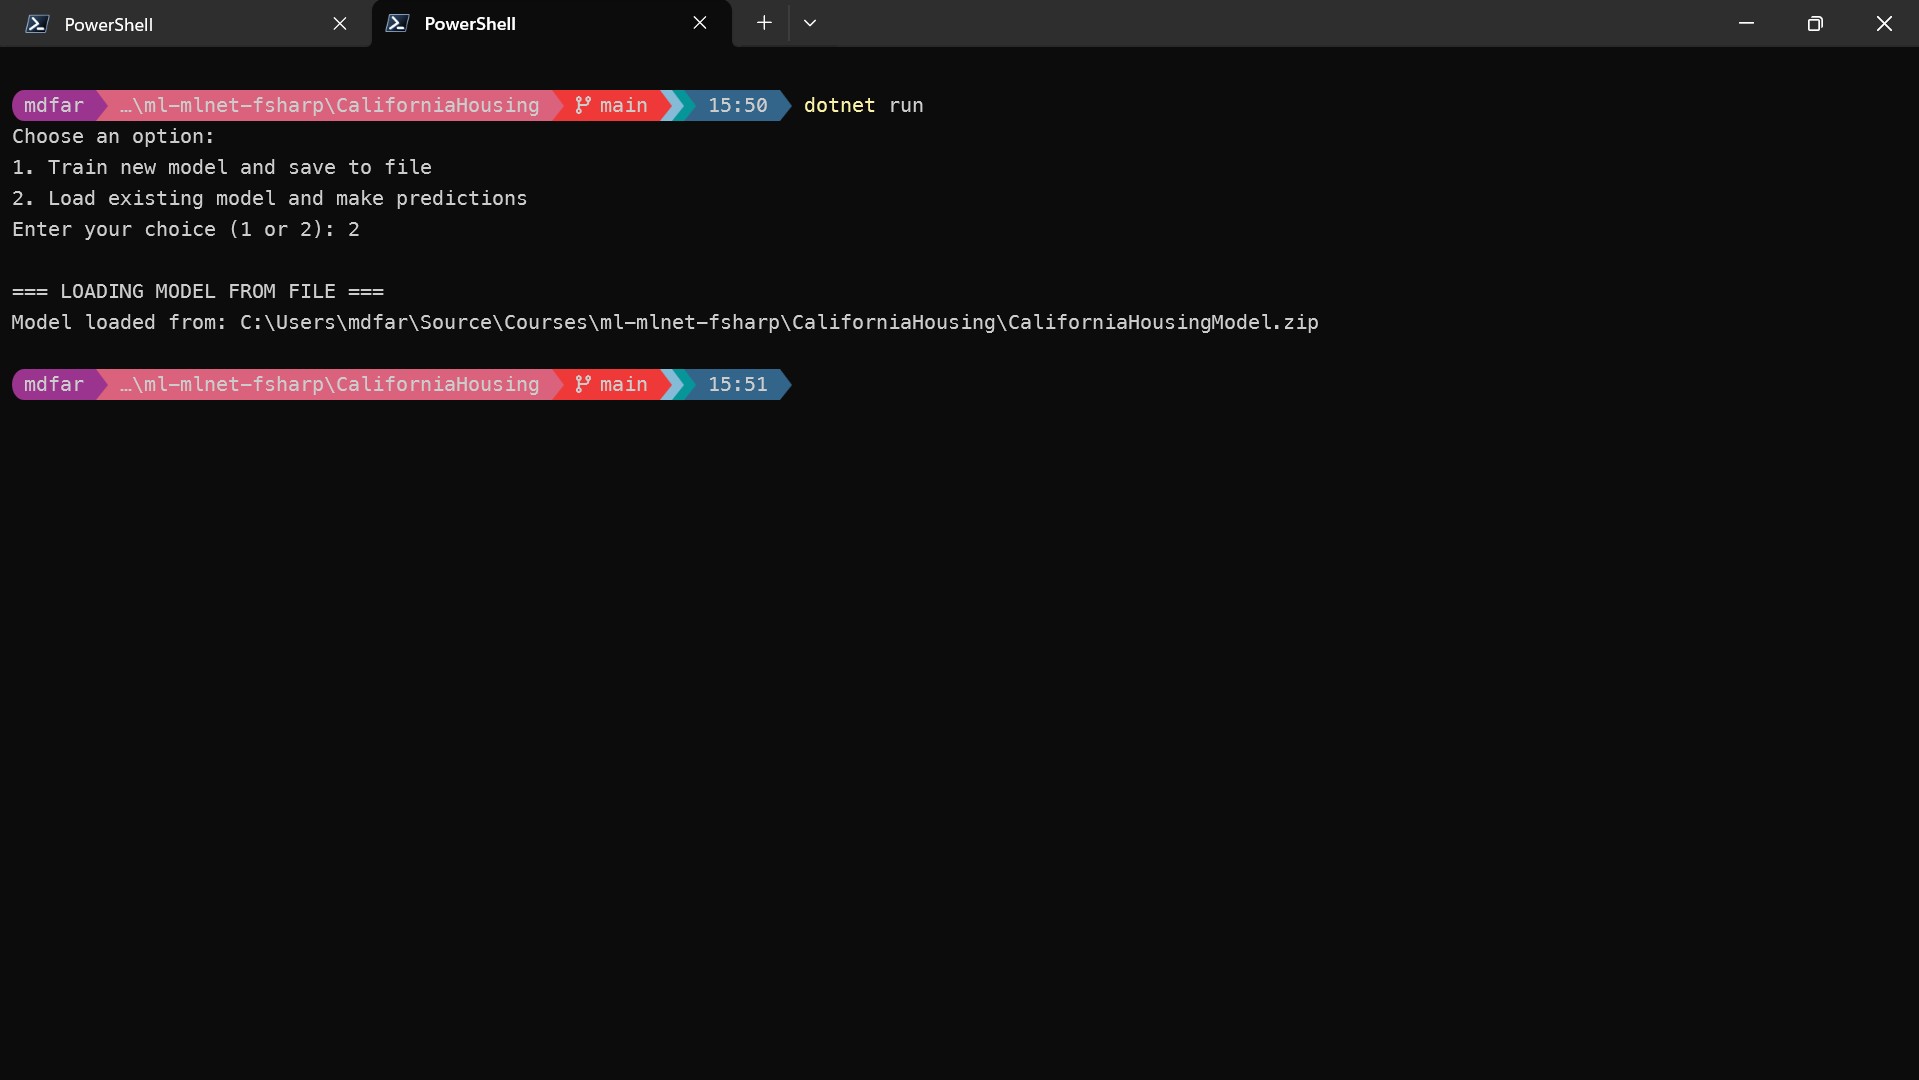 PowerShell
PowerShell
mdfar …\ml-mlnet-fsharp\CaliforniaHousing main 15:50 dotnet run
Choose an option:
1. Train new model and save to file
2. Load existing model and make predictions
Enter your choice (1 or 2): 2
=== LOADING MODEL FROM FILE ===
Model loaded from: C:\Users\mdfar\Source\Courses\ml-mlnet-fsharp\CaliforniaHousing\CaliforniaHousingModel.zip
mdfar …\ml-mlnet-fsharp\CaliforniaHousing main 15:51